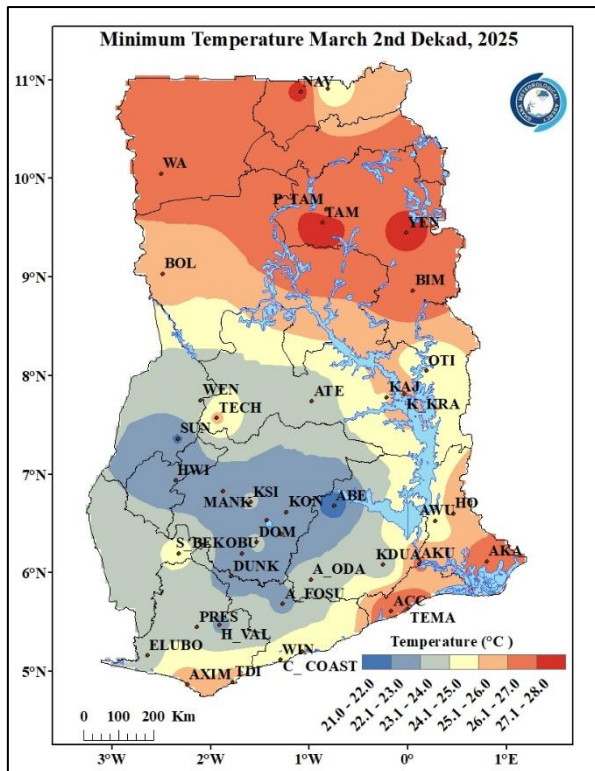 Minimum Temperature March 2nd Dekad, 2025
11°N
10°N
9°N
8°N
7°N
6°N
5°N
NAV
WA
P_TAM
TAM
YEN
BOL
BIM
OTI
WEN
ATE
KAJ
TECH
K_KRA
SUN
HWI
KSI
MANK
KON
ABE
AWU
HO
DOM
S_BEKOBU
KDUA
AKU
AKA
DUNK
A_ODA
A_FOSU
ACC
PRES
TEMA
H_VAL
ELUBO
WIN
C_COAST
TDI
AXIM
Temperature (°C )
21.0 - 22.0
22.1 - 23.0
23.1 - 24.0
24.1 - 25.0
25.1 - 26.0
26.1 - 27.0
27.1 - 28.0
0 100 200 Km
3°W 2°W 1°W 0° 1°E